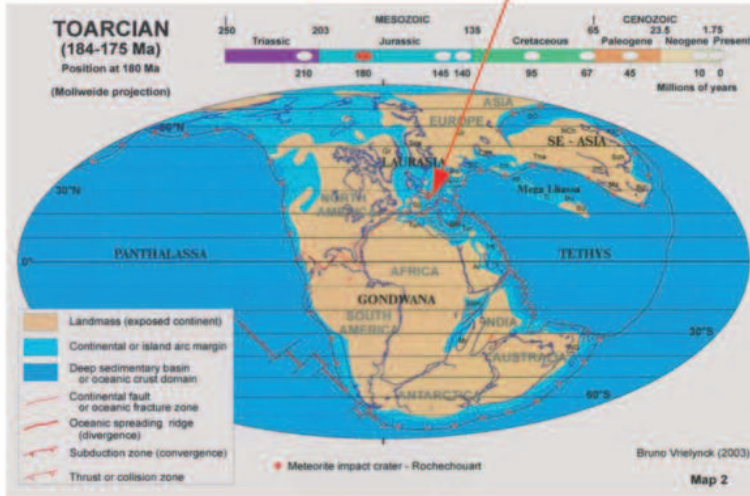 TOARCIAN
(184-175 Ma)
Position at 180 Ma
(Mollweide projection)
MESOZOIC
CENOZOIC
250
203
135
65
23.5
1.75
Triassic
Jurassic
Cretaceous
Paleogene
Neogene
Present
210
180
145
140
95
67
45
10
0
Millions of years
ASIA
60°N
EUROPE
LAURASIA
SE - ASIA
30°N
NORTH
AMERICA
Mega Lhassa
PANTHALASSA
TETHYS
0°
AFRICA
GONDWANA
SOUTH
AMERICA
INDIA
AUSTRALIA
30°S
ANTARCTICA
60°S
Landmass (exposed continent)
Continental or island arc margin
Deep sedimentary basin
or oceanic crust domain
Continental fault
or oceanic fracture zone
Oceanic spreading ridge
(divergence)
Subduction zone (convergence)
Thrust or collision zone
Meteorite impact crater - Rochechouart
Bruno Vrielynck (2003)
Map 2